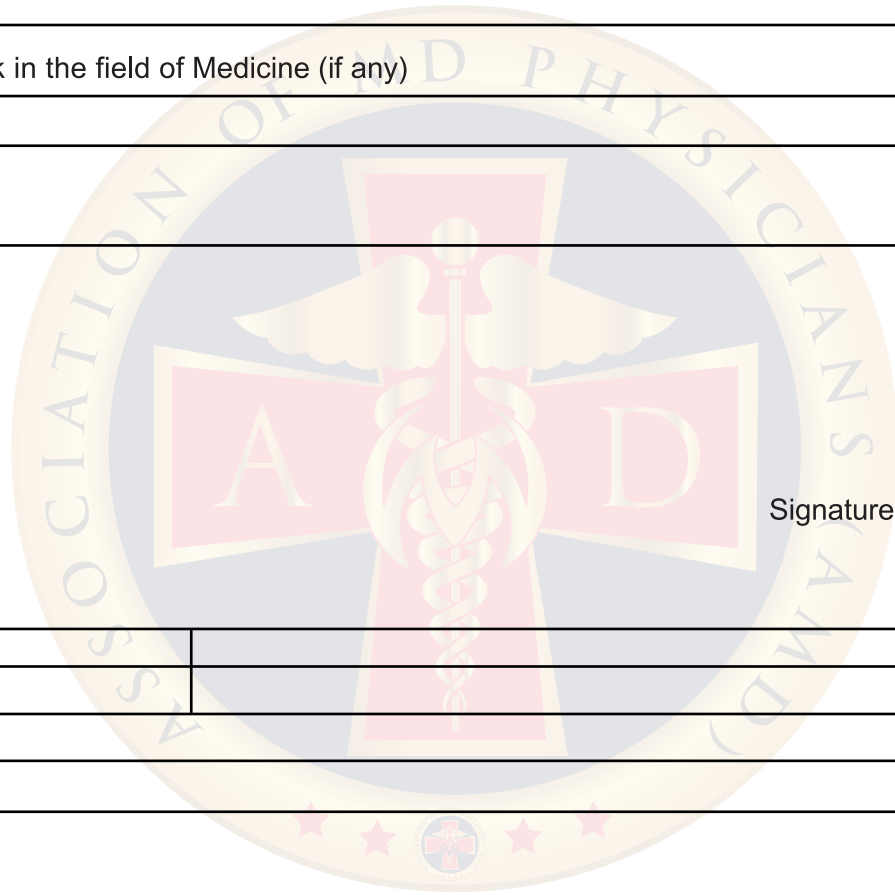 k in the field of Medicine (if any)
ASSOCIATION OF MD PHYSICIANS (AMD)
A M D
Signature